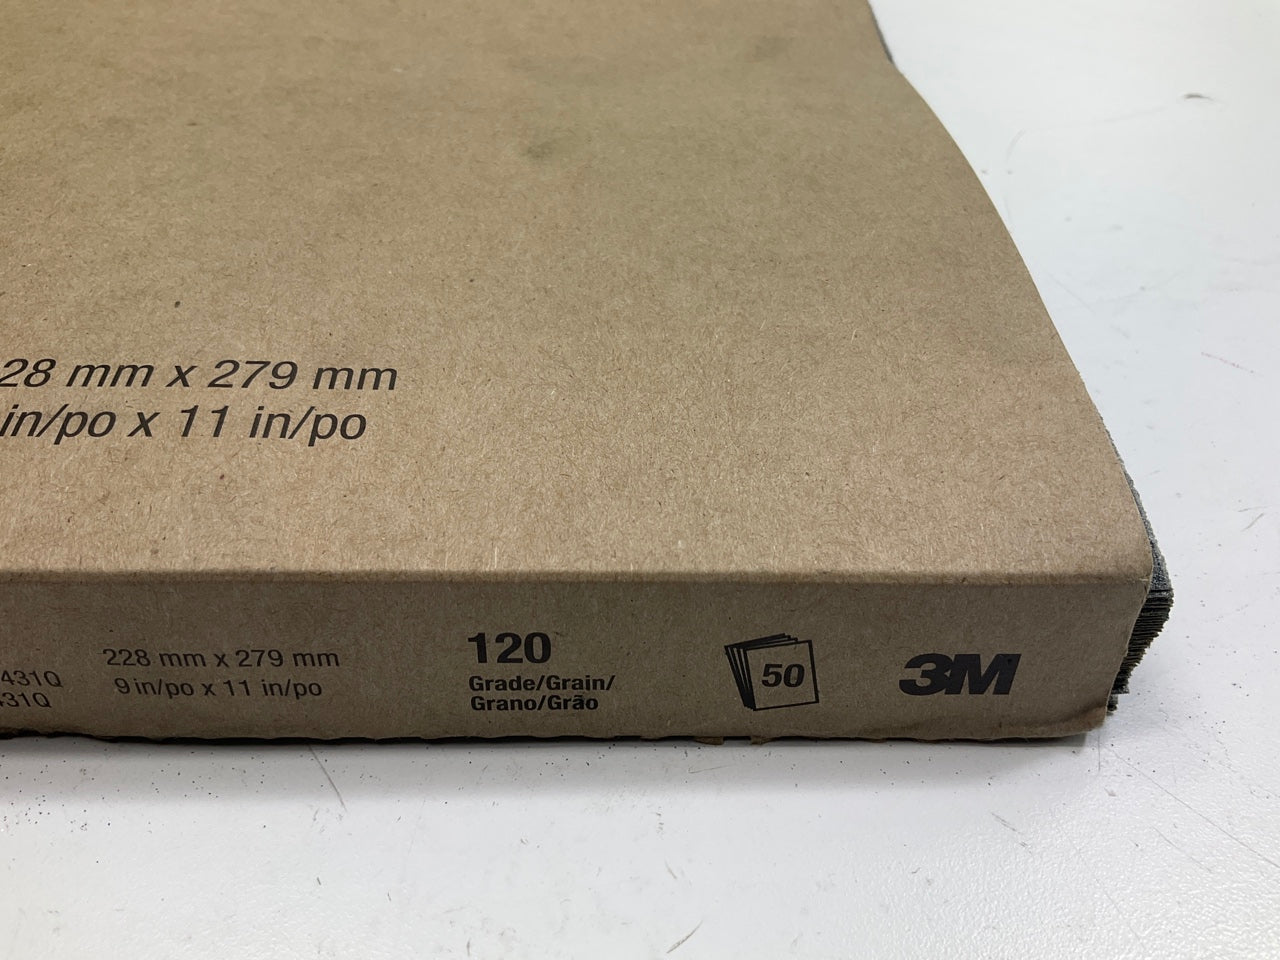 28 mm x 279 mm
in/po x 11 in/po
431Q
431Q
228 mm x 279 mm
9 in/po x 11 in/po
120
Grade/Grain/
Grano/Grão
50
3M